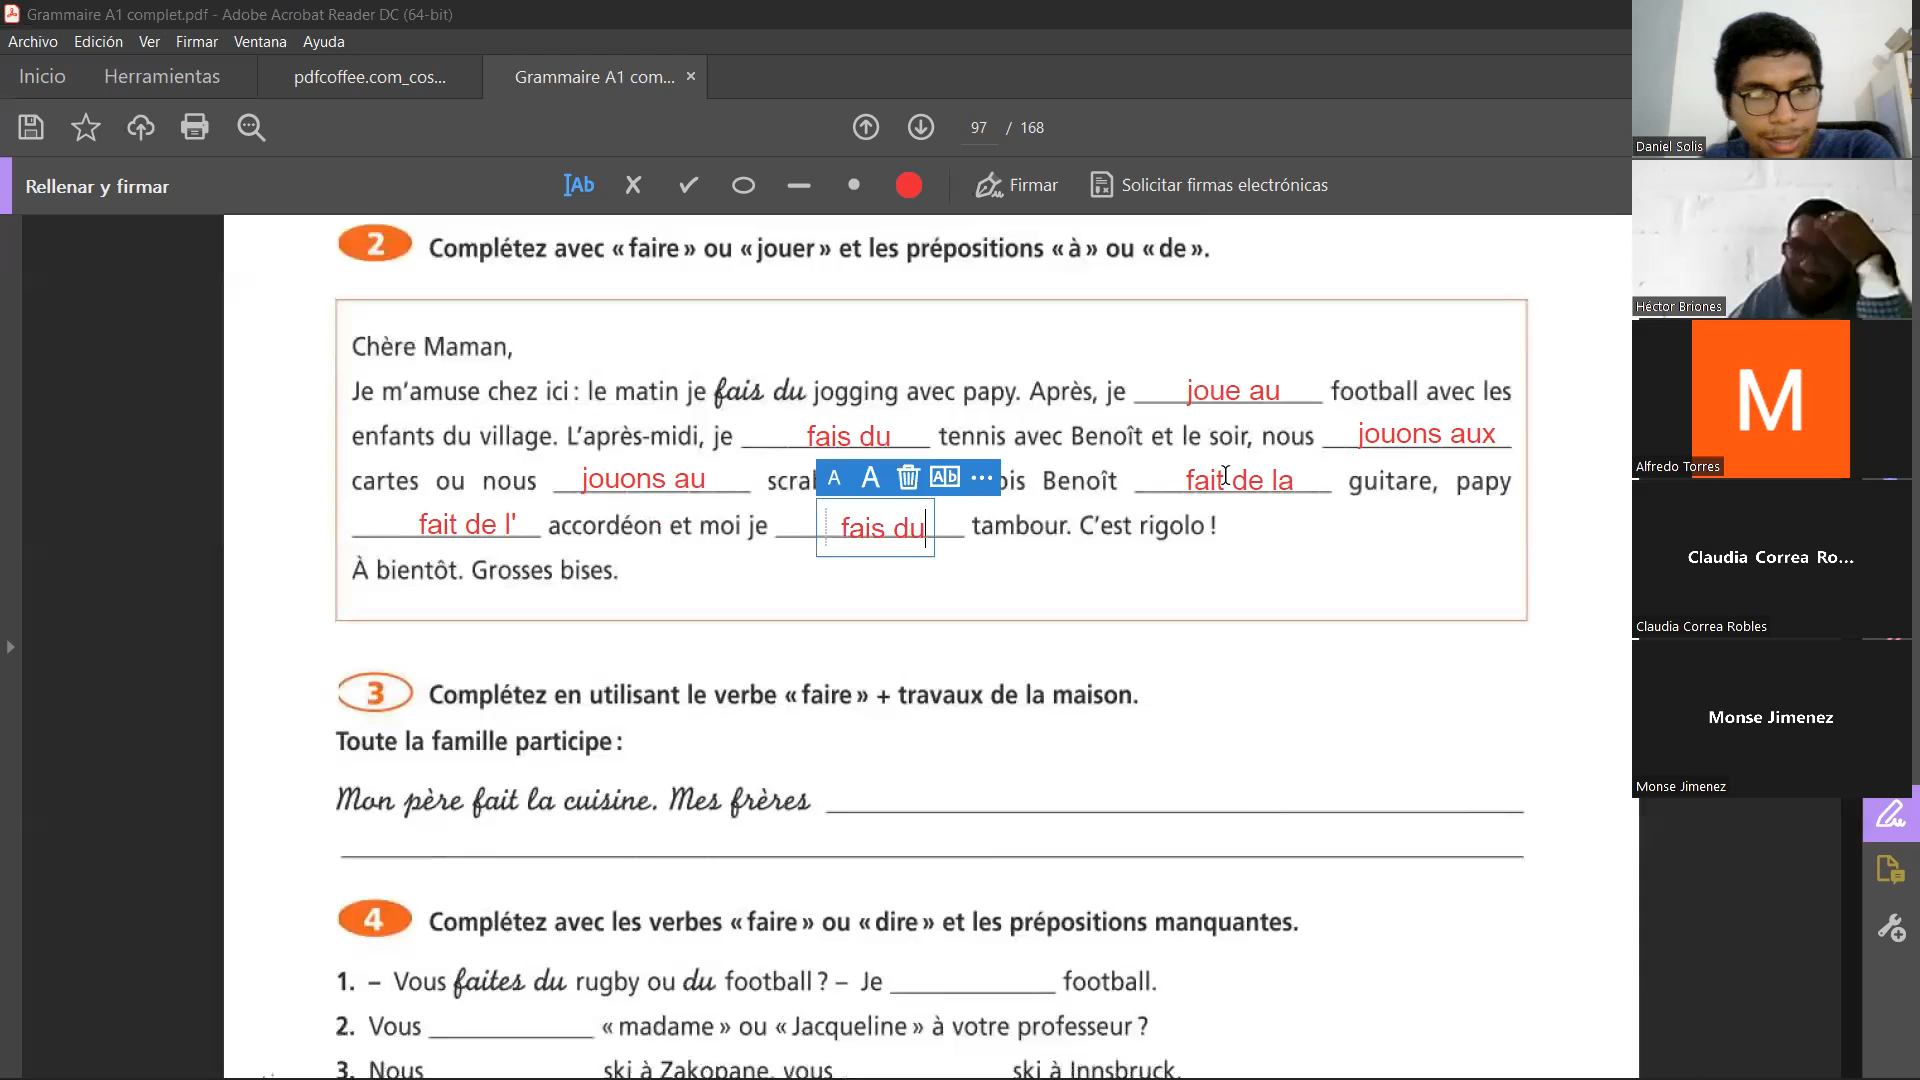 Grammaire A1 complet.pdf - Adobe Acrobat Reader DC (64-bit)
Archivo Edición Ver Firmar Ventana Ayuda
Inicio Herramientas pdfcoffee.com_cos... Grammaire A1 com... ×
97 / 168
Rellenar y firmar Ab Firmar Solicitar firmas electrónicas
2 Complétez avec « faire » ou « jouer » et les prépositions « à » ou « de ».
Chère Maman,
Je m'amuse chez ici : le matin je fais du jogging avec papy. Après, je joue au football avec les
enfants du village. L'après-midi, je fais du tennis avec Benoît et le soir, nous jouons aux
cartes ou nous jouons au Benoît fait de la guitare, papy
A A Ab ...
fait de l' accordéon et moi je fais du tambour. C'est rigolo !
À bientôt. Grosses bises.
3 Complétez en utilisant le verbe « faire » + travaux de la maison.
Toute la famille participe :
Mon père fait la cuisine. Mes frères
4 Complétez avec les verbes « faire » ou « dire » et les prépositions manquantes.
1. – Vous faites du rugby ou du football ? – Je football.
2. Vous « madame » ou « Jacqueline » à votre professeur ?
3. Nous ski à Zakopane, vous ski à Innsbruck.
Daniel Solis
Héctor Briones
M
Alfredo Torres
Claudia Correa Ro...
Claudia Correa Robles
Monse Jimenez
Monse Jimenez